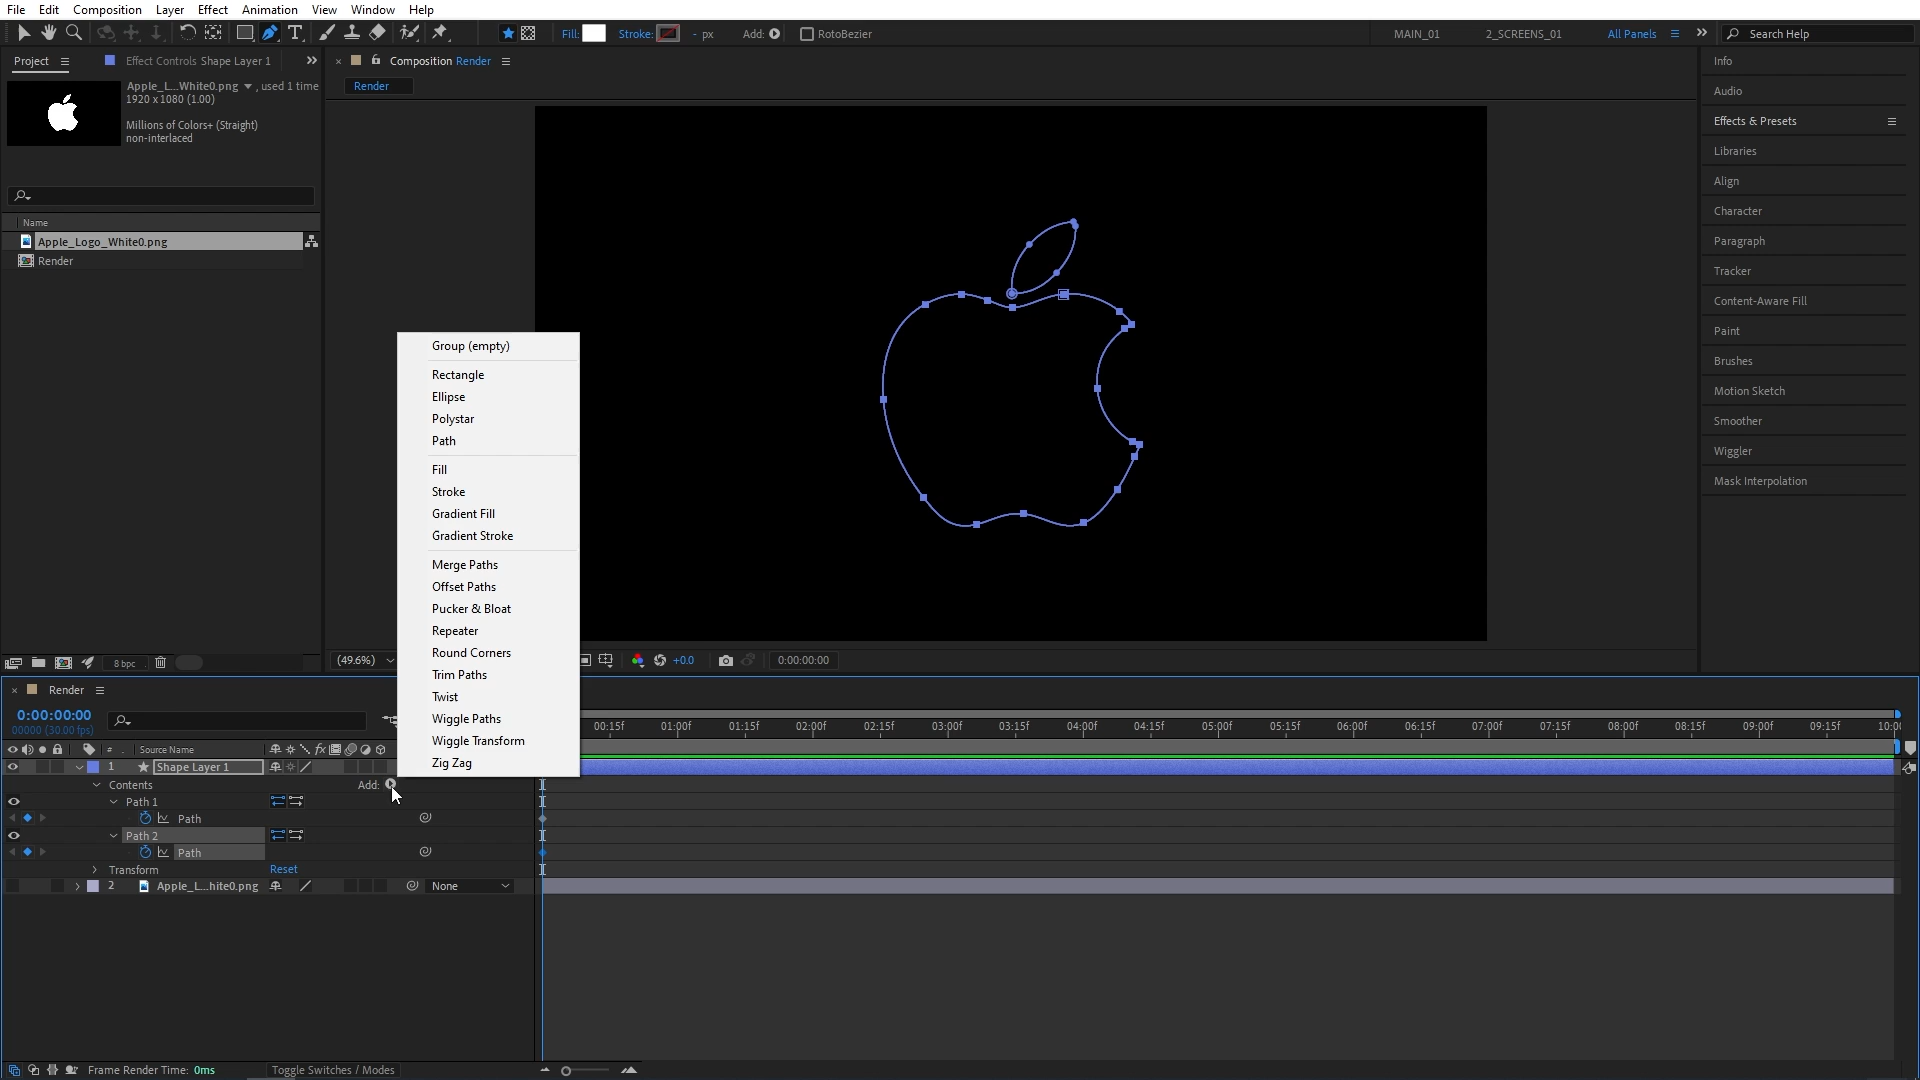 File Edit Composition Layer Effect Animation View Window Help
Fill: Stroke: - px Add: RotoBezier MAIN_01 2_SCREENS_01 All Panels Search Help
Project Effect Controls Shape Layer 1 Composition Render
Render
Apple_L...White0.png , used 1 time
1920 x 1080 (1.00)
Millions of Colors+ (Straight)
non-interlaced
Name
Apple_Logo_White0.png
Render
Info
Audio
Effects & Presets
Libraries
Align
Character
Paragraph
Tracker
Content-Aware Fill
Paint
Brushes
Motion Sketch
Smoother
Wiggler
Mask Interpolation
Group (empty)
Rectangle
Ellipse
Polystar
Path
Fill
Stroke
Gradient Fill
Gradient Stroke
Merge Paths
Offset Paths
Pucker & Bloat
Repeater
Round Corners
Trim Paths
Twist
Wiggle Paths
Wiggle Transform
Zig Zag
8 bpc (49.6%) +0.0 0:00:00:00
Render
0:00:00:00
00000 (30.00 fps)
00:15f 01:00f 01:15f 02:00f 02:15f 03:00f 03:15f 04:00f 04:15f 05:00f 05:15f 06:00f 06:15f 07:00f 07:15f 08:00f 08:15f 09:00f 09:15f 10:00
# . Source Name fx
1 Shape Layer 1
Contents Add:
Path 1
Path
Path 2
Path
Transform Reset
2 Apple_L...hite0.png None
Frame Render Time: 0ms Toggle Switches / Modes